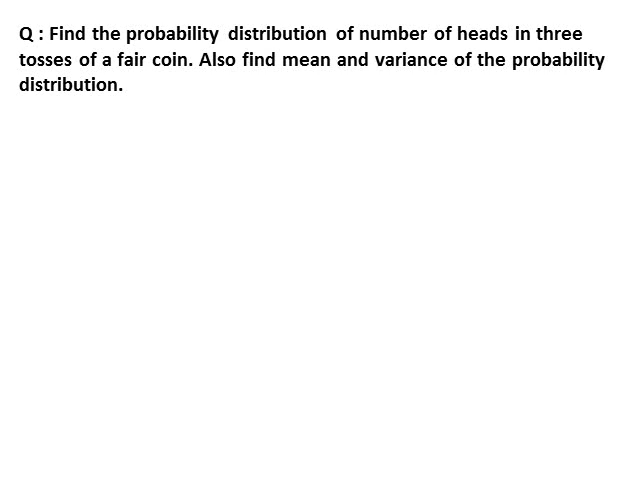 Q : Find the probability distribution of number of heads in three
tosses of a fair coin. Also find mean and variance of the probability
distribution.